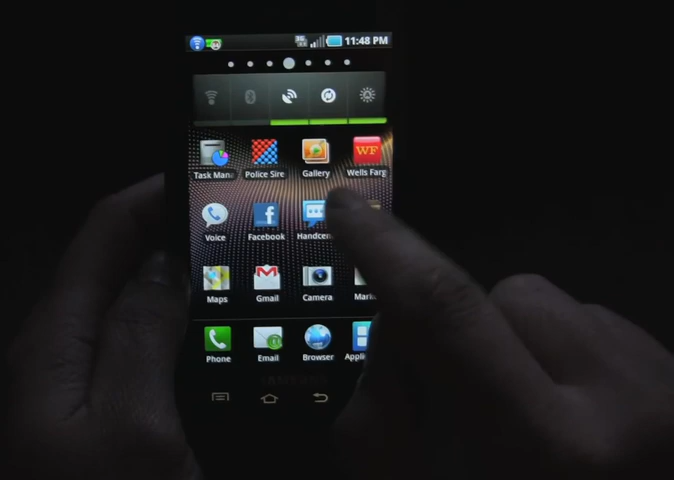 3G
11:48 PM
Task Mana
Police Sire
Gallery
Wells Farg
WF
Voice
Facebook
Handcen
Maps
Gmail
Camera
Mark
Phone
Email
Browser
Appli